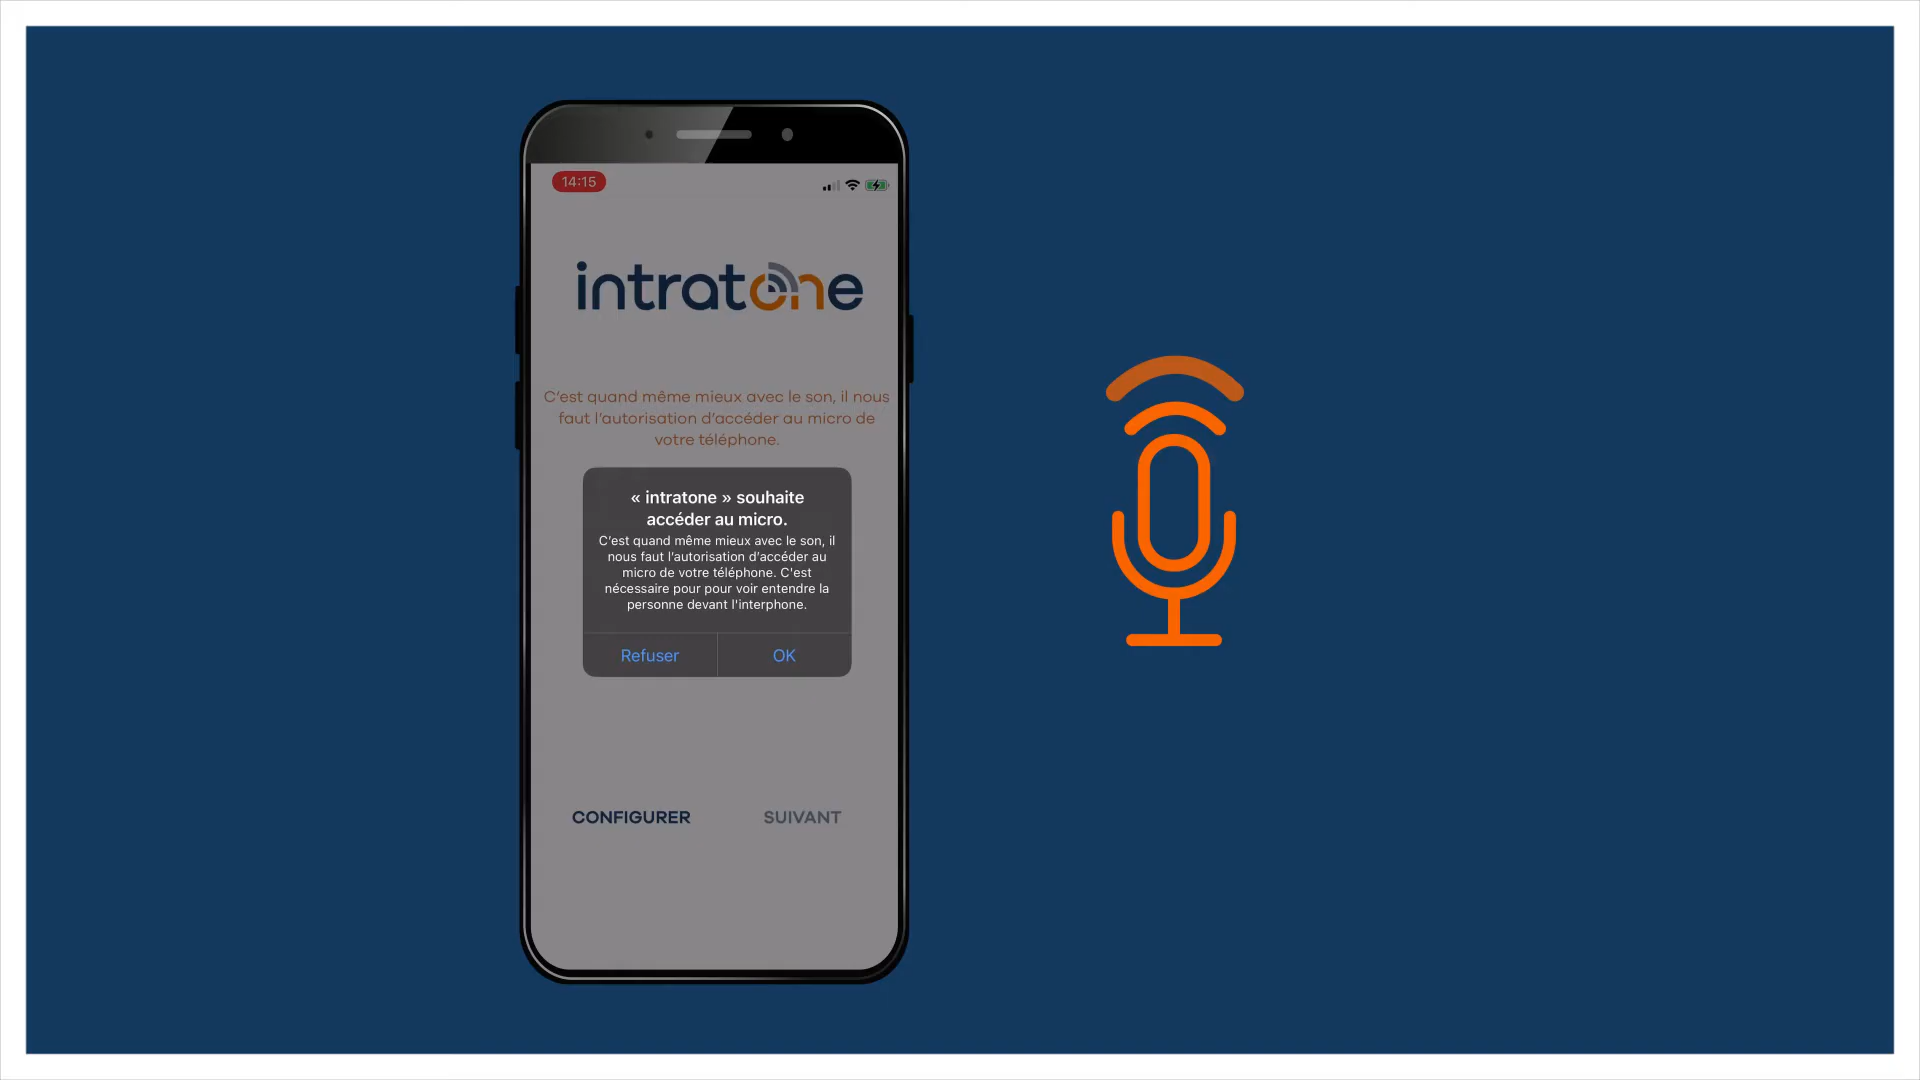 14:15
intratone
C'est quand même mieux avec le son, il nous
faut l'autorisation d'accéder au micro de
votre téléphone.
« intratone » souhaite
accéder au micro.
C'est quand même mieux avec le son, il
nous faut l'autorisation d'accéder au
micro de votre téléphone. C'est
nécessaire pour pour voir entendre la
personne devant l'interphone.
Refuser
OK
CONFIGURER
SUIVANT